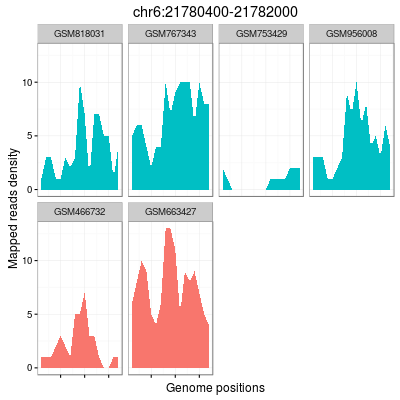 chr6:21780400-21782000
GSM818031 GSM767343 GSM753429 GSM956008
10
5
0
Mapped reads density
GSM466732 GSM663427
10
5
0
Genome positions